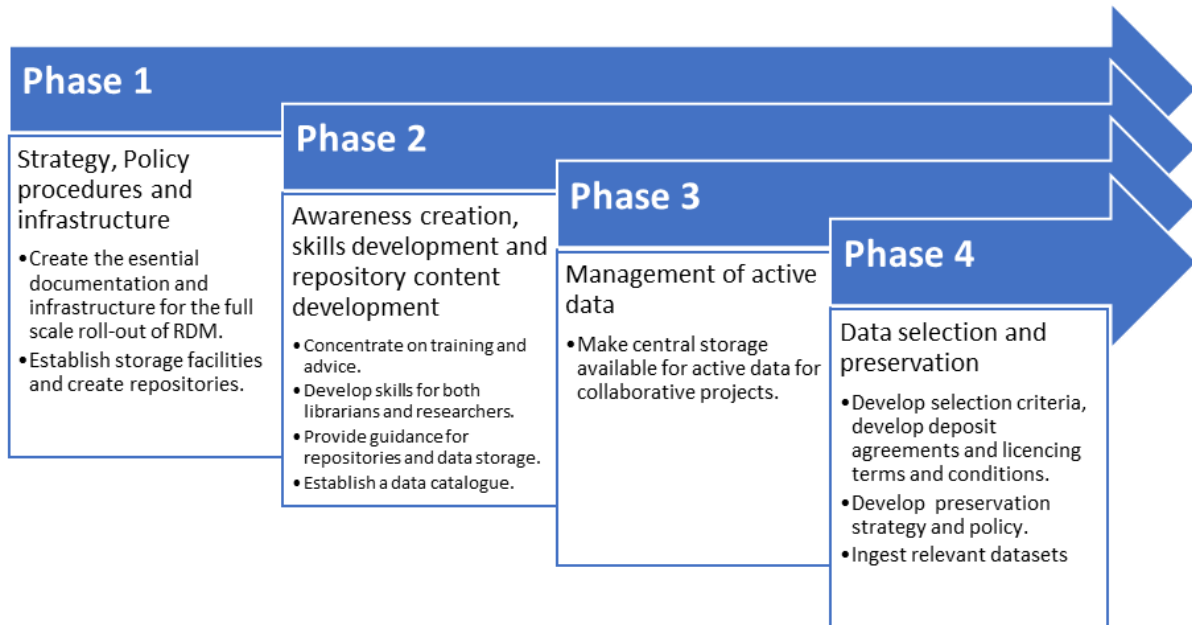 Phase 1
Strategy, Policy
procedures and
infrastructure
•Create the esential
documentation and
infrastructure for the full
scale roll-out of RDM.
•Establish storage facilities
and create repositories.
Phase 2
Awareness creation,
skills development and
repository content
development
•Concentrate on training and
advice.
•Develop skills for both
librarians and researchers.
•Provide guidance for
repositories and data storage.
•Establish a data catalogue.
Phase 3
Management of active
data
•Make central storage
available for active data for
collaborative projects.
Phase 4
Data selection and
preservation
•Develop selection criteria,
develop deposit
agreements and licencing
terms and conditions.
•Develop preservation
strategy and policy.
•Ingest relevant datasets